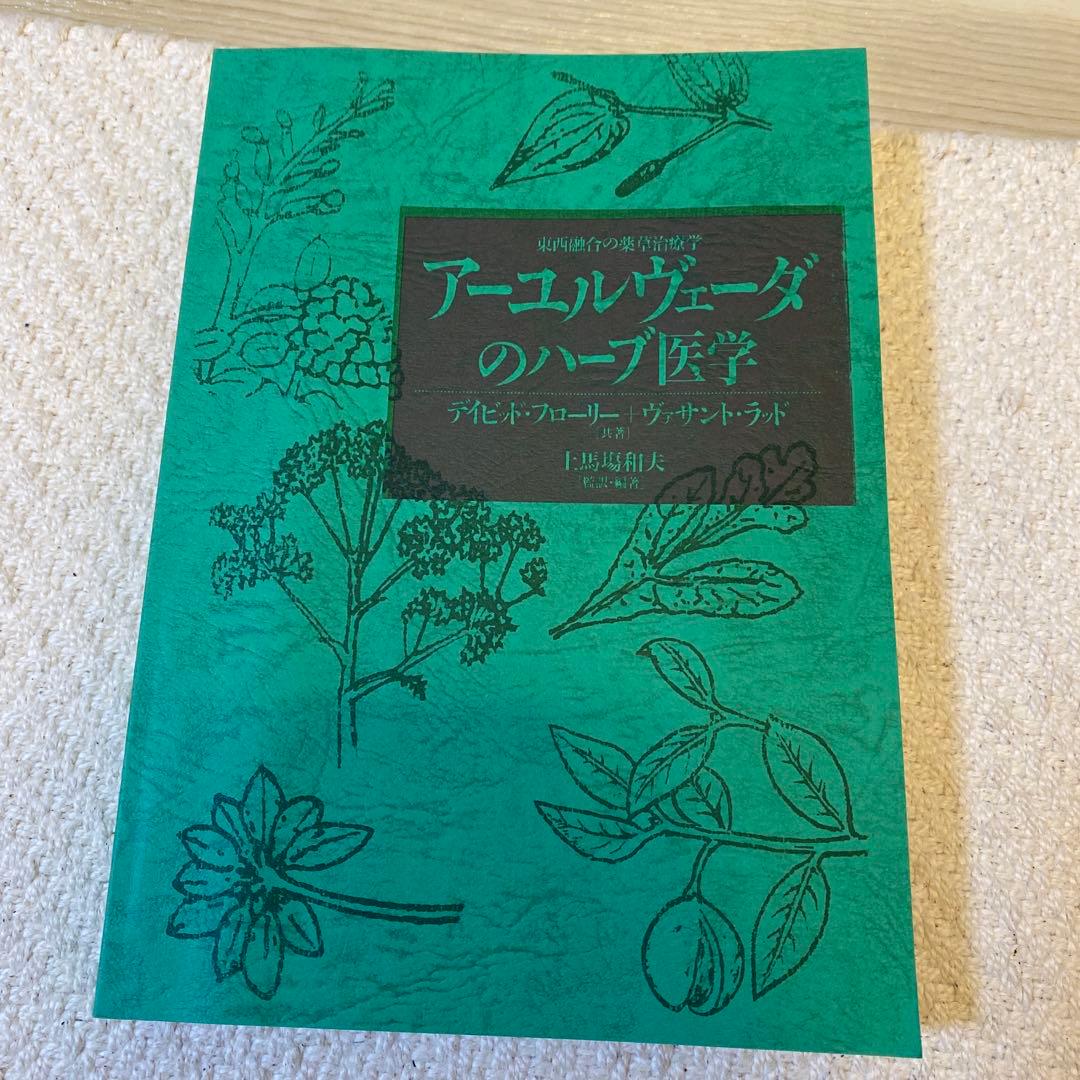 東西融合の薬草治療学
アーユルヴェーダ
のハーブ医学
デイビッド・フローリー+ヴァサント・ラッド
[共著]
上馬場和夫
監訳・編著